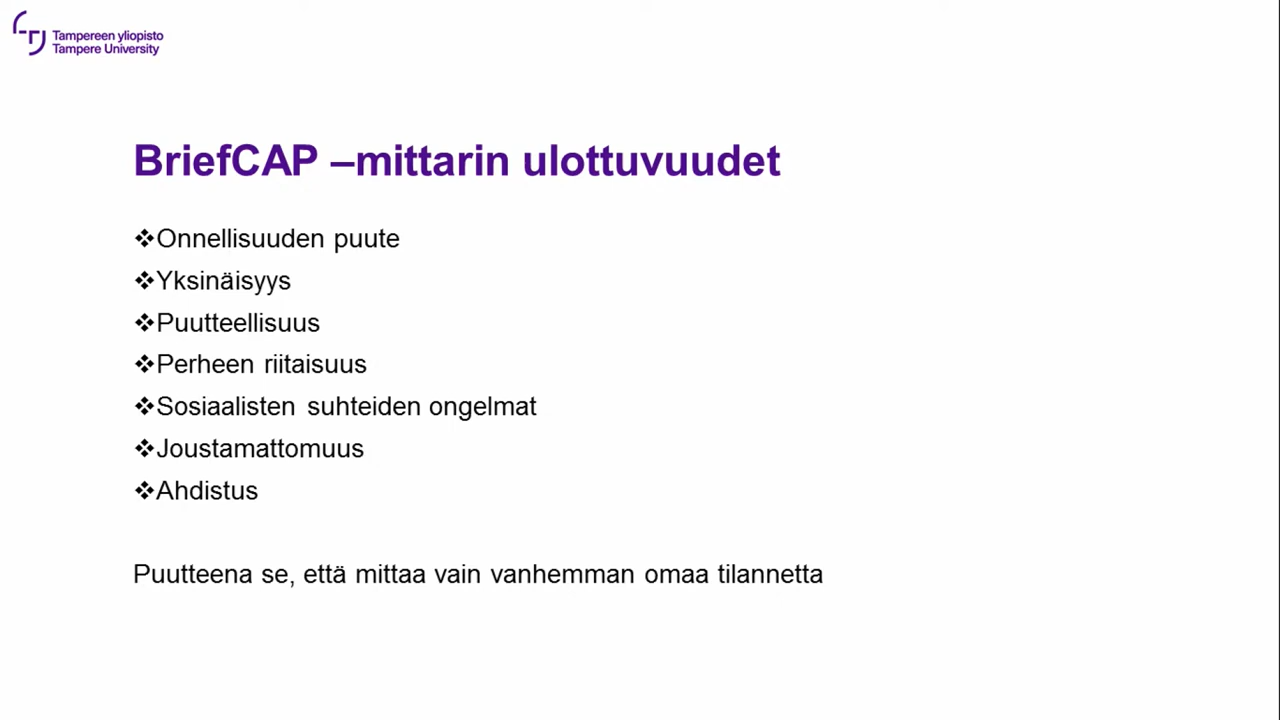 Tampereen yliopisto
Tampere University
BriefCAP –mittarin ulottuvuudet
❖Onnellisuuden puute
❖Yksinäisyys
❖Puutteellisuus
❖Perheen riitaisuus
❖Sosiaalisten suhteiden ongelmat
❖Joustamattomuus
❖Ahdistus
Puutteena se, että mittaa vain vanhemman omaa tilannetta